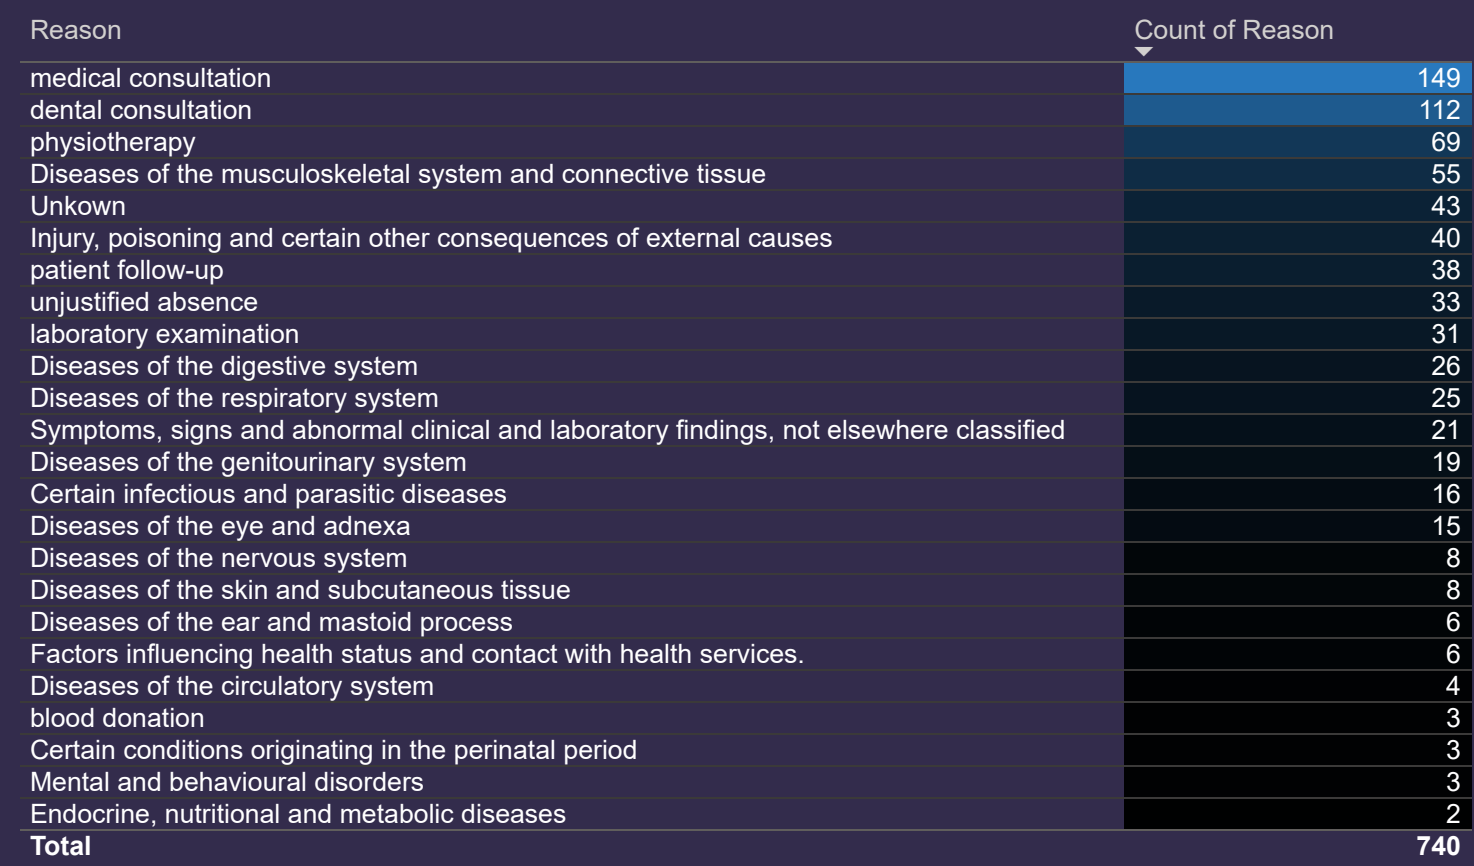 Reason Count of Reason
medical consultation 149
dental consultation 112
physiotherapy 69
Diseases of the musculoskeletal system and connective tissue 55
Unkown 43
Injury, poisoning and certain other consequences of external causes 40
patient follow-up 38
unjustified absence 33
laboratory examination 31
Diseases of the digestive system 26
Diseases of the respiratory system 25
Symptoms, signs and abnormal clinical and laboratory findings, not elsewhere classified 21
Diseases of the genitourinary system 19
Certain infectious and parasitic diseases 16
Diseases of the eye and adnexa 15
Diseases of the nervous system 8
Diseases of the skin and subcutaneous tissue 8
Diseases of the ear and mastoid process 6
Factors influencing health status and contact with health services. 6
Diseases of the circulatory system 4
blood donation 3
Certain conditions originating in the perinatal period 3
Mental and behavioural disorders 3
Endocrine, nutritional and metabolic diseases 2
Total 740